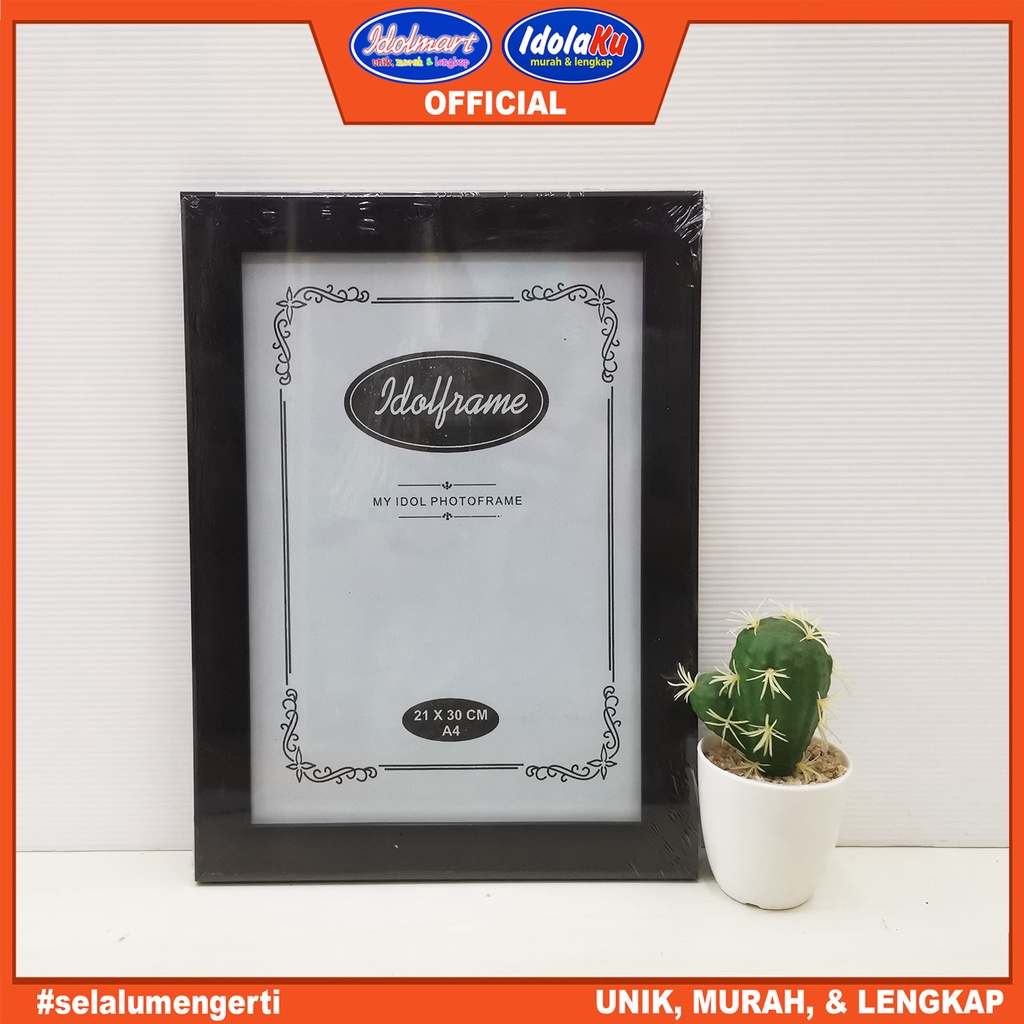 Idolmart
unik, murah & lengkap
IdolaKu
murah & lengkap
OFFICIAL
Idolframe
MY IDOL PHOTOFRAME
21 X 30 CM
A4
#selalumengerti
UNIK, MURAH, & LENGKAP